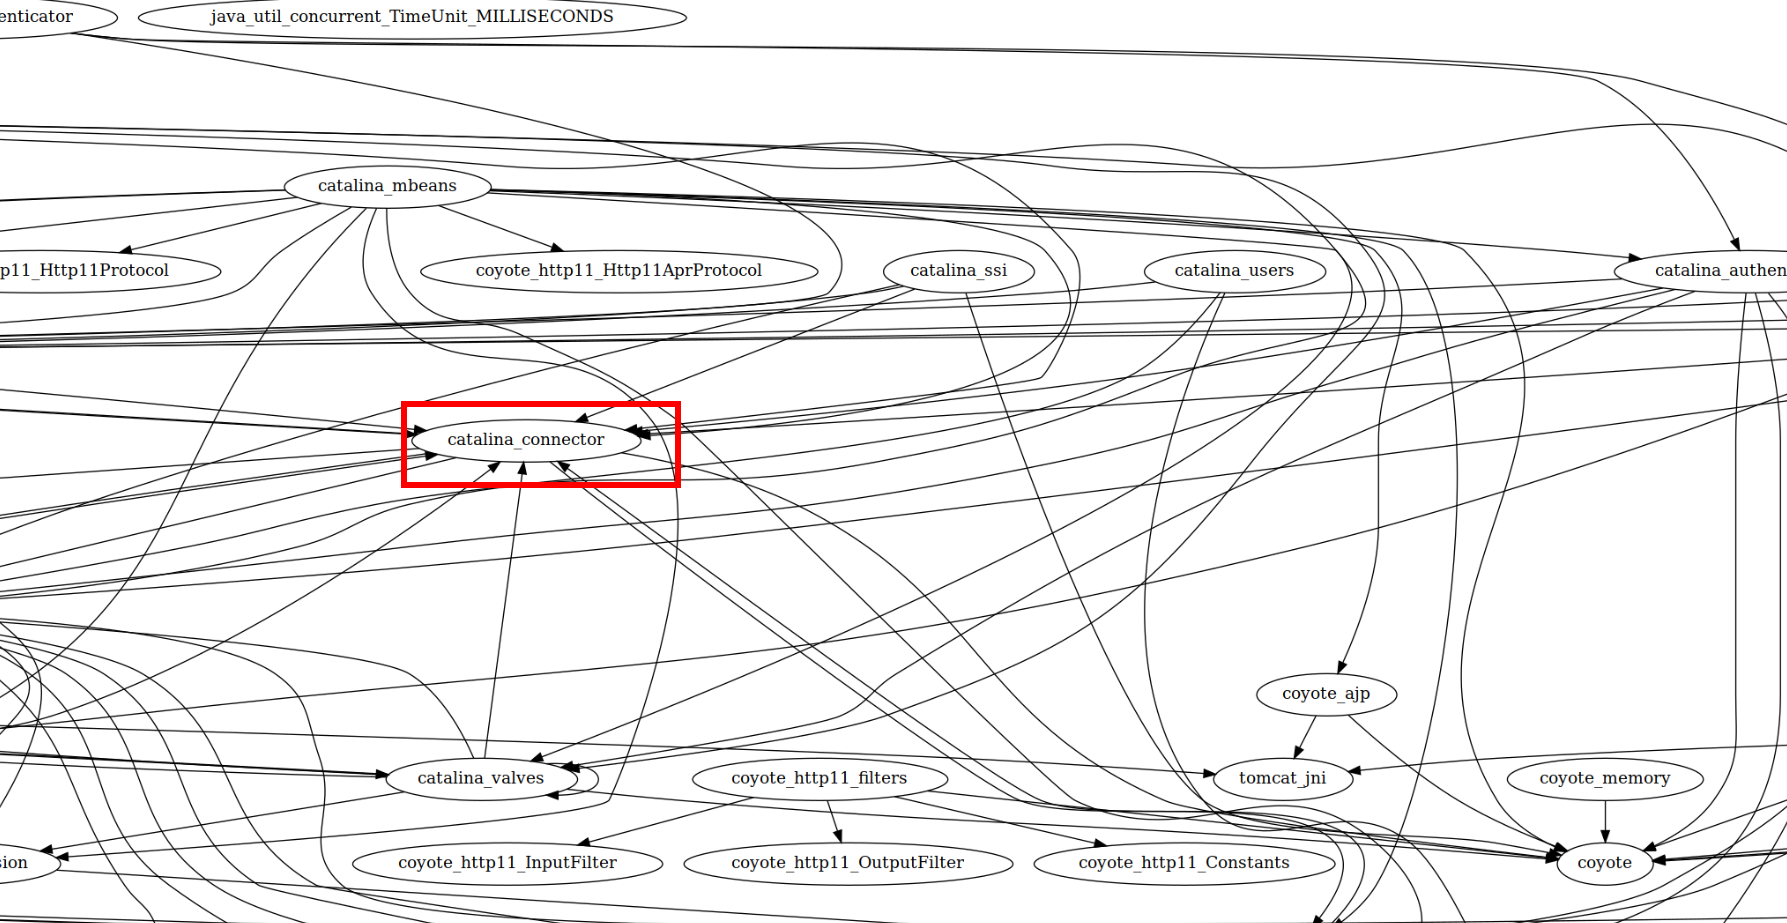 enticator
java_util_concurrent_TimeUnit_MILLISECONDS
catalina_mbeans
p11_Http11Protocol
coyote_http11_Http11AprProtocol
catalina_ssi
catalina_users
catalina_authen
catalina_connector
coyote_ajp
catalina_valves
coyote_http11_filters
tomcat_jni
coyote_memory
sion
coyote_http11_InputFilter
coyote_http11_OutputFilter
coyote_http11_Constants
coyote